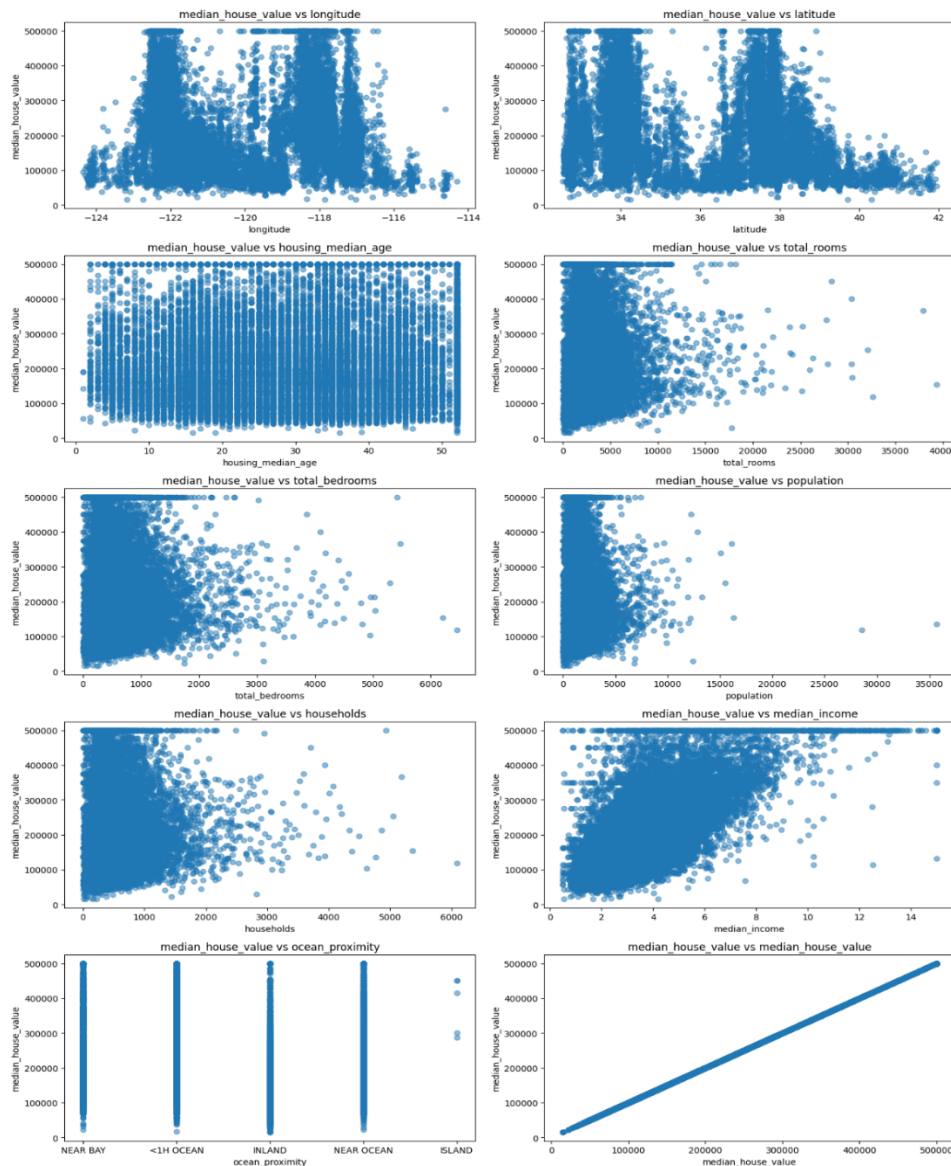 median_house_value vs longitude
median_house_value
500000
400000
300000
200000
100000
0
−124 −122 −120 −118 −116 −114
longitude
median_house_value vs latitude
median_house_value
500000
400000
300000
200000
100000
0
34 36 38 40 42
latitude
median_house_value vs housing_median_age
median_house_value
500000
400000
300000
200000
100000
0
0 10 20 30 40 50
housing_median_age
median_house_value vs total_rooms
median_house_value
500000
400000
300000
200000
100000
0
0 5000 10000 15000 20000 25000 30000 35000 40000
total_rooms
median_house_value vs total_bedrooms
median_house_value
500000
400000
300000
200000
100000
0
0 1000 2000 3000 4000 5000 6000
total_bedrooms
median_house_value vs population
median_house_value
500000
400000
300000
200000
100000
0
0 5000 10000 15000 20000 25000 30000 35000
population
median_house_value vs households
median_house_value
500000
400000
300000
200000
100000
0
0 1000 2000 3000 4000 5000 6000
households
median_house_value vs median_income
median_house_value
500000
400000
300000
200000
100000
0
0 2 4 6 8 10 12 14
median_income
median_house_value vs ocean_proximity
median_house_value
500000
400000
300000
200000
100000
0
NEAR BAY <1H OCEAN INLAND NEAR OCEAN ISLAND
ocean_proximity
median_house_value vs median_house_value
median_house_value
500000
400000
300000
200000
100000
0
100000 200000 300000 400000 500000
median_house_value